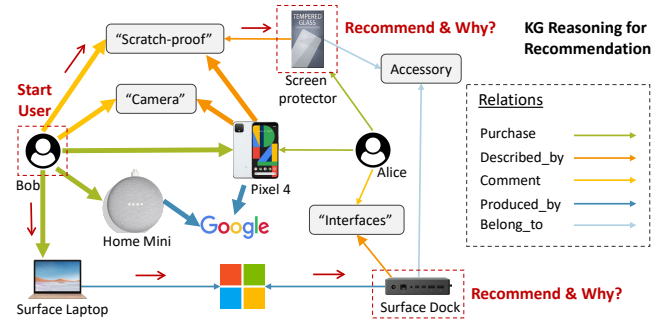 TEMPERED
GLASS
Recommend & Why?
KG Reasoning for
Recommendation
“Scratch-proof”
Accessory
Screen
protector
Start
User
“Camera”
Relations
Purchase
Described_by
Comment
Produced_by
Belong_to
Bob
Pixel 4
Alice
Home Mini
Google
“Interfaces”
Surface Laptop
Surface Dock
Recommend & Why?